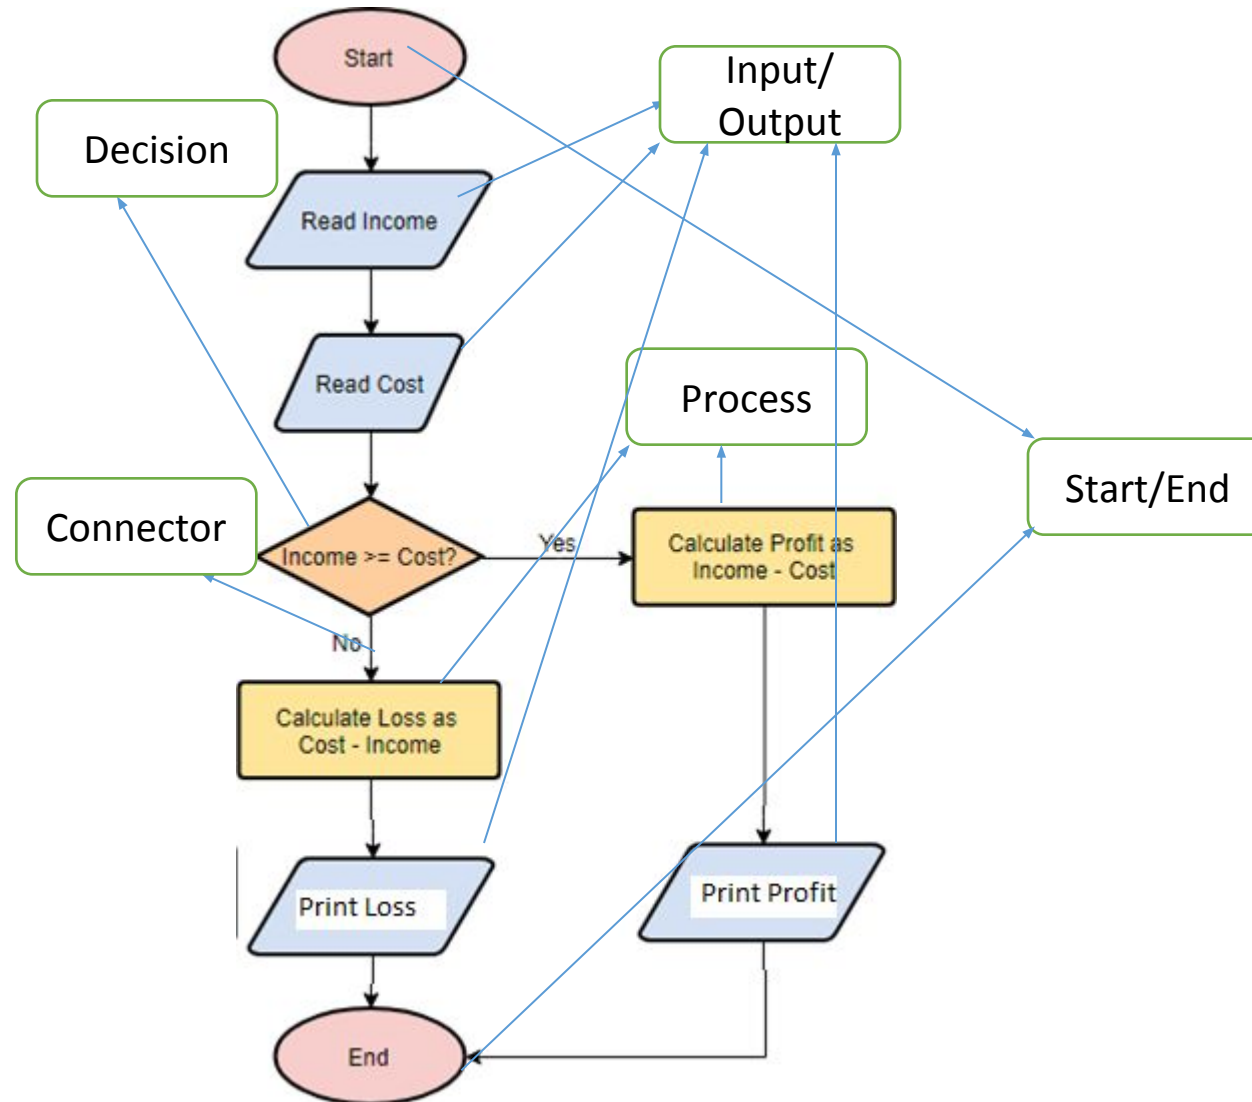 Start
Input/
Output
Decision
Read Income
Read Cost
Process
Start/End
Connector
Income >= Cost?
Yes
Calculate Profit as
Income - Cost
No
Calculate Loss as
Cost - Income
Print Loss
Print Profit
End